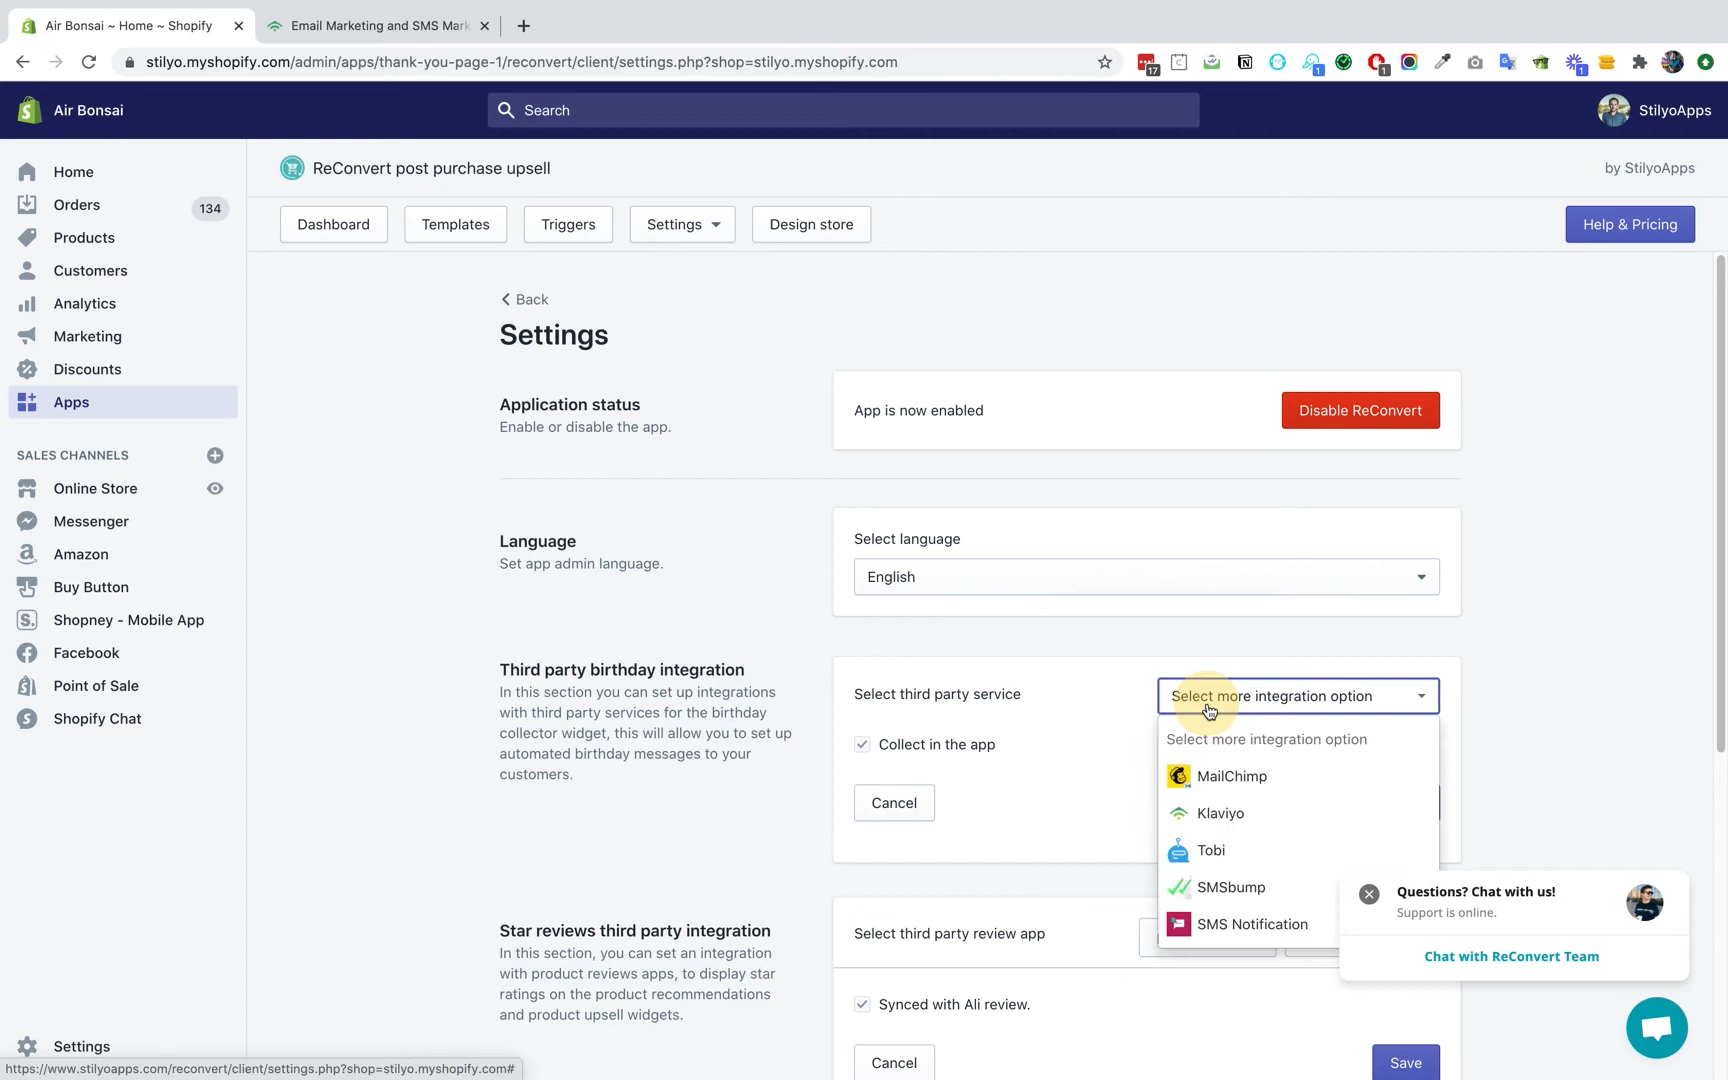 Air Bonsai ~ Home ~ Shopify
Email Marketing and SMS Mark
stilyo.myshopify.com/admin/apps/thank-you-page-1/reconvert/client/settings.php?shop=stilyo.myshopify.com
17
1
1
1
Air Bonsai
Search
StilyoApps
Home
Orders
134
Products
Customers
Analytics
Marketing
Discounts
Apps
SALES CHANNELS
Online Store
Messenger
Amazon
Buy Button
Shopney - Mobile App
Facebook
Point of Sale
Shopify Chat
Settings
ReConvert post purchase upsell
by StilyoApps
Dashboard
Templates
Triggers
Settings
Design store
Help & Pricing
Back
Settings
Application status
Enable or disable the app.
App is now enabled
Disable ReConvert
Language
Set app admin language.
Select language
English
Third party birthday integration
In this section you can set up integrations
with third party services for the birthday
collector widget, this will allow you to set up
automated birthday messages to your
customers.
Select third party service
Select more integration option
Collect in the app
Cancel
Select more integration option
MailChimp
Klaviyo
Tobi
SMSbump
SMS Notification
Star reviews third party integration
In this section, you can set an integration
with product reviews apps, to display star
ratings on the product recommendations
and product upsell widgets.
Select third party review app
Synced with Ali review.
Cancel
Save
Questions? Chat with us!
Support is online.
Chat with ReConvert Team
https://www.stilyoapps.com/reconvert/client/settings.php?shop=stilyo.myshopify.com#